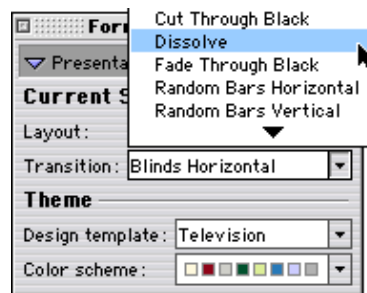 Cut Through Black
Dissolve
Fade Through Black
Random Bars Horizontal
Random Bars Vertical
Form
Presenta
Current S
Layout:
Transition: Blinds Horizontal
Theme
Design template: Television
Color scheme: